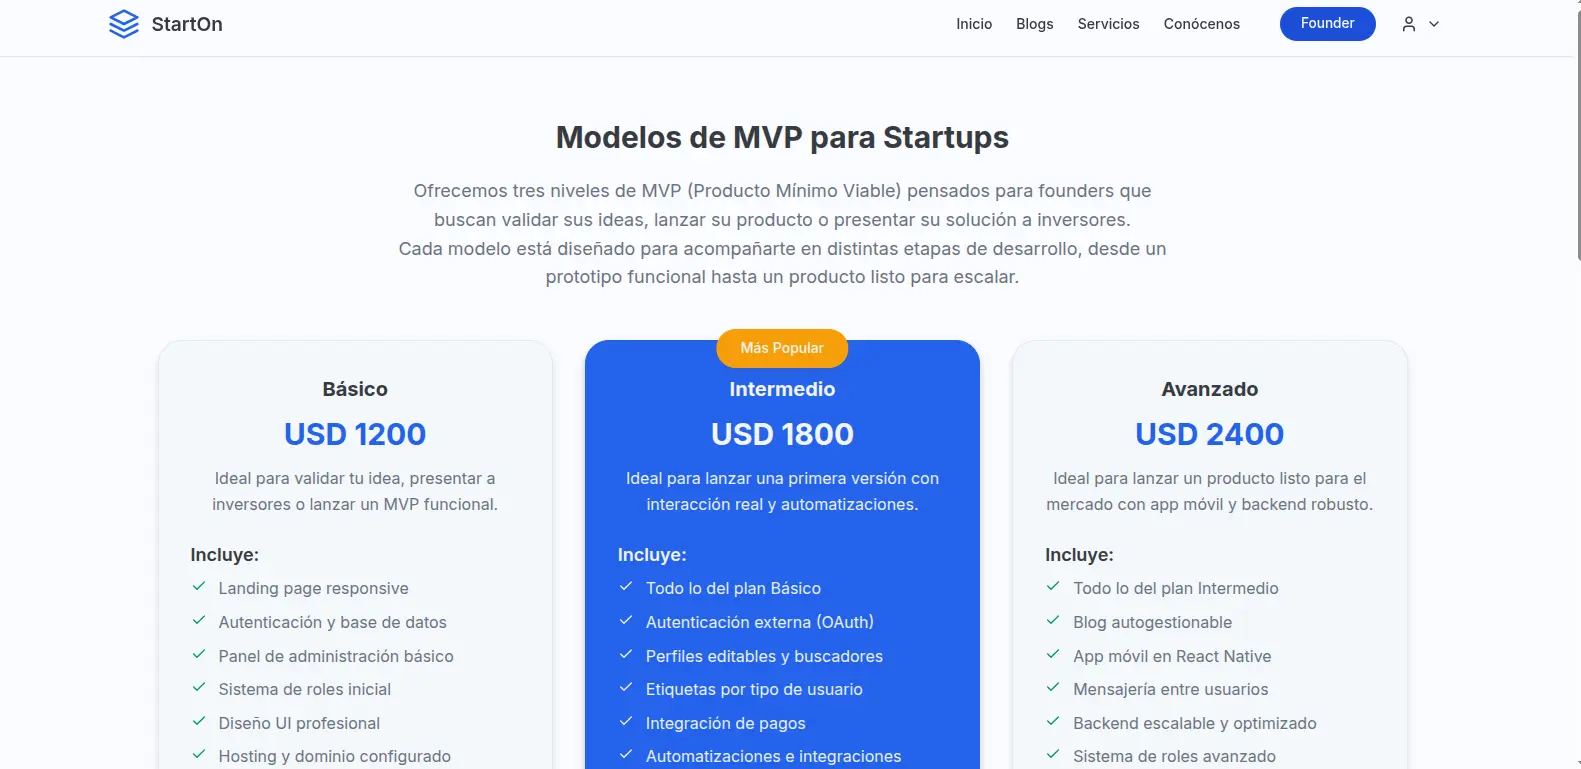 StartOn
Inicio
Blogs
Servicios
Conócenos
Founder
Modelos de MVP para Startups
Ofrecemos tres niveles de MVP (Producto Mínimo Viable) pensados para founders que
buscan validar sus ideas, lanzar su producto o presentar su solución a inversores.
Cada modelo está diseñado para acompañarte en distintas etapas de desarrollo, desde un
prototipo funcional hasta un producto listo para escalar.
Básico
USD 1200
Ideal para validar tu idea, presentar a
inversores o lanzar un MVP funcional.
Incluye:
Landing page responsive
Autenticación y base de datos
Panel de administración básico
Sistema de roles inicial
Diseño UI profesional
Hosting y dominio configurado
Más Popular
Intermedio
USD 1800
Ideal para lanzar una primera versión con
interacción real y automatizaciones.
Incluye:
Todo lo del plan Básico
Autenticación externa (OAuth)
Perfiles editables y buscadores
Etiquetas por tipo de usuario
Integración de pagos
Automatizaciones e integraciones
Avanzado
USD 2400
Ideal para lanzar un producto listo para el
mercado con app móvil y backend robusto.
Incluye:
Todo lo del plan Intermedio
Blog autogestionable
App móvil en React Native
Mensajería entre usuarios
Backend escalable y optimizado
Sistema de roles avanzado